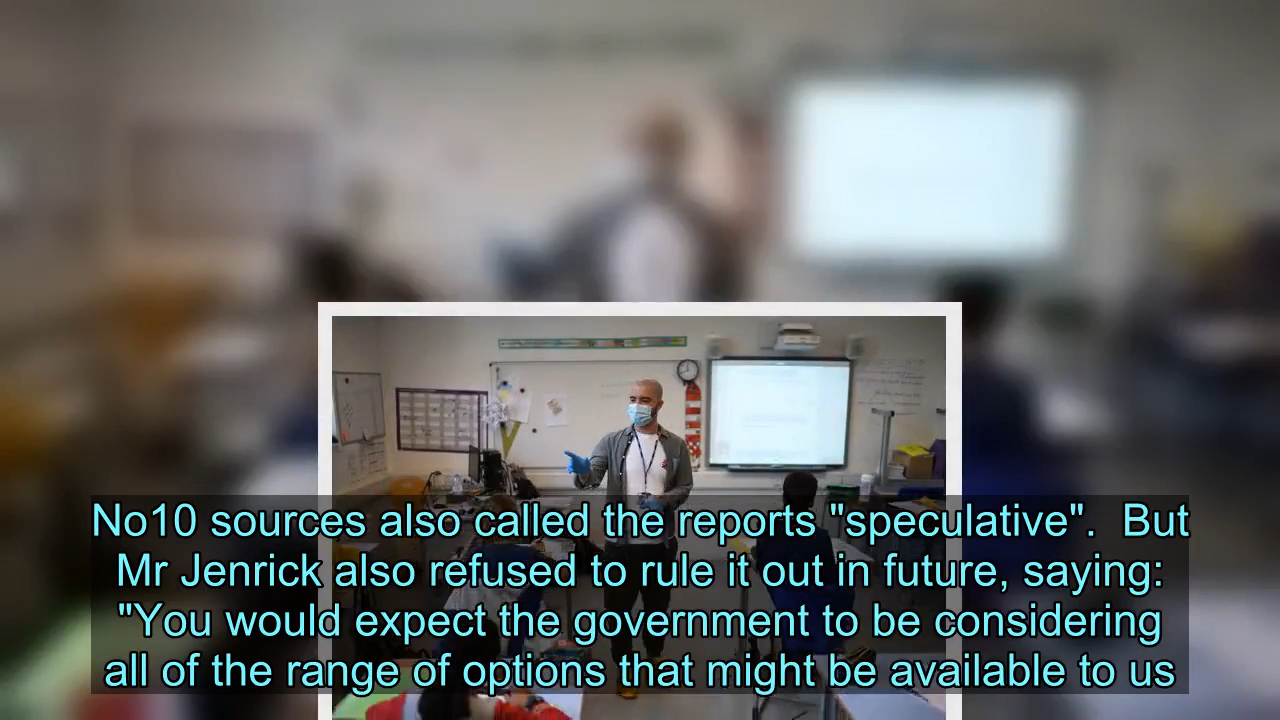 No10 sources also called the reports "speculative".  But
Mr Jenrick also refused to rule it out in future, saying:
"You would expect the government to be considering
all of the range of options that might be available to us